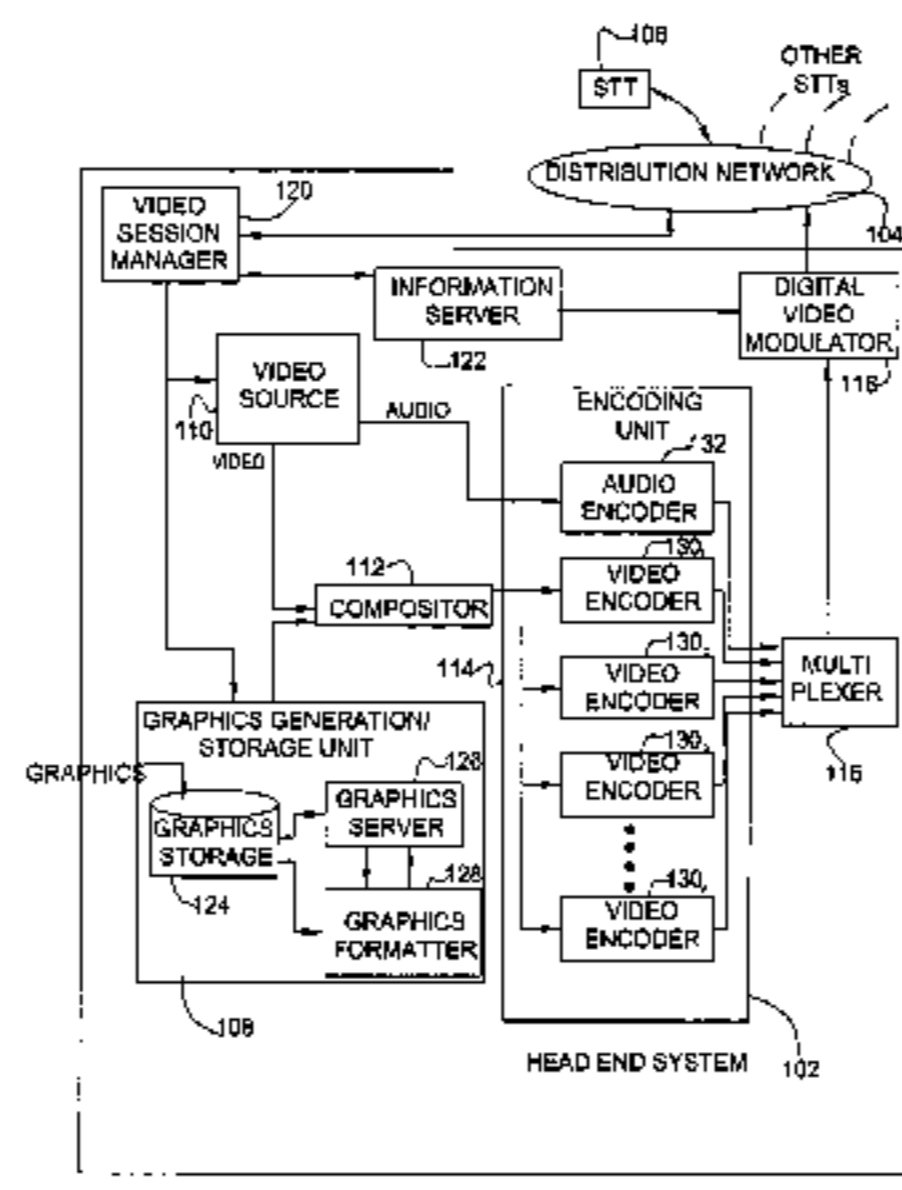 106
STT
OTHER
STTs
DISTRIBUTION NETWORK
104
VIDEO
SESSION
MANAGER
120
INFORMATION
SERVER
122
DIGITAL
VIDEO
MODULATOR
118
VIDEO
SOURCE
110
AUDIO
VIDEO
ENCODING
UNIT
32
AUDIO
ENCODER
130
VIDEO
ENCODER
112
COMPOSITOR
130
VIDEO
ENCODER
114
MULTI
PLEXER
116
GRAPHICS GENERATION/
STORAGE UNIT
GRAPHICS
GRAPHICS
STORAGE
124
128
GRAPHICS
SERVER
128
GRAPHICS
FORMATTER
108
130
VIDEO
ENCODER
130
VIDEO
ENCODER
HEAD END SYSTEM
102